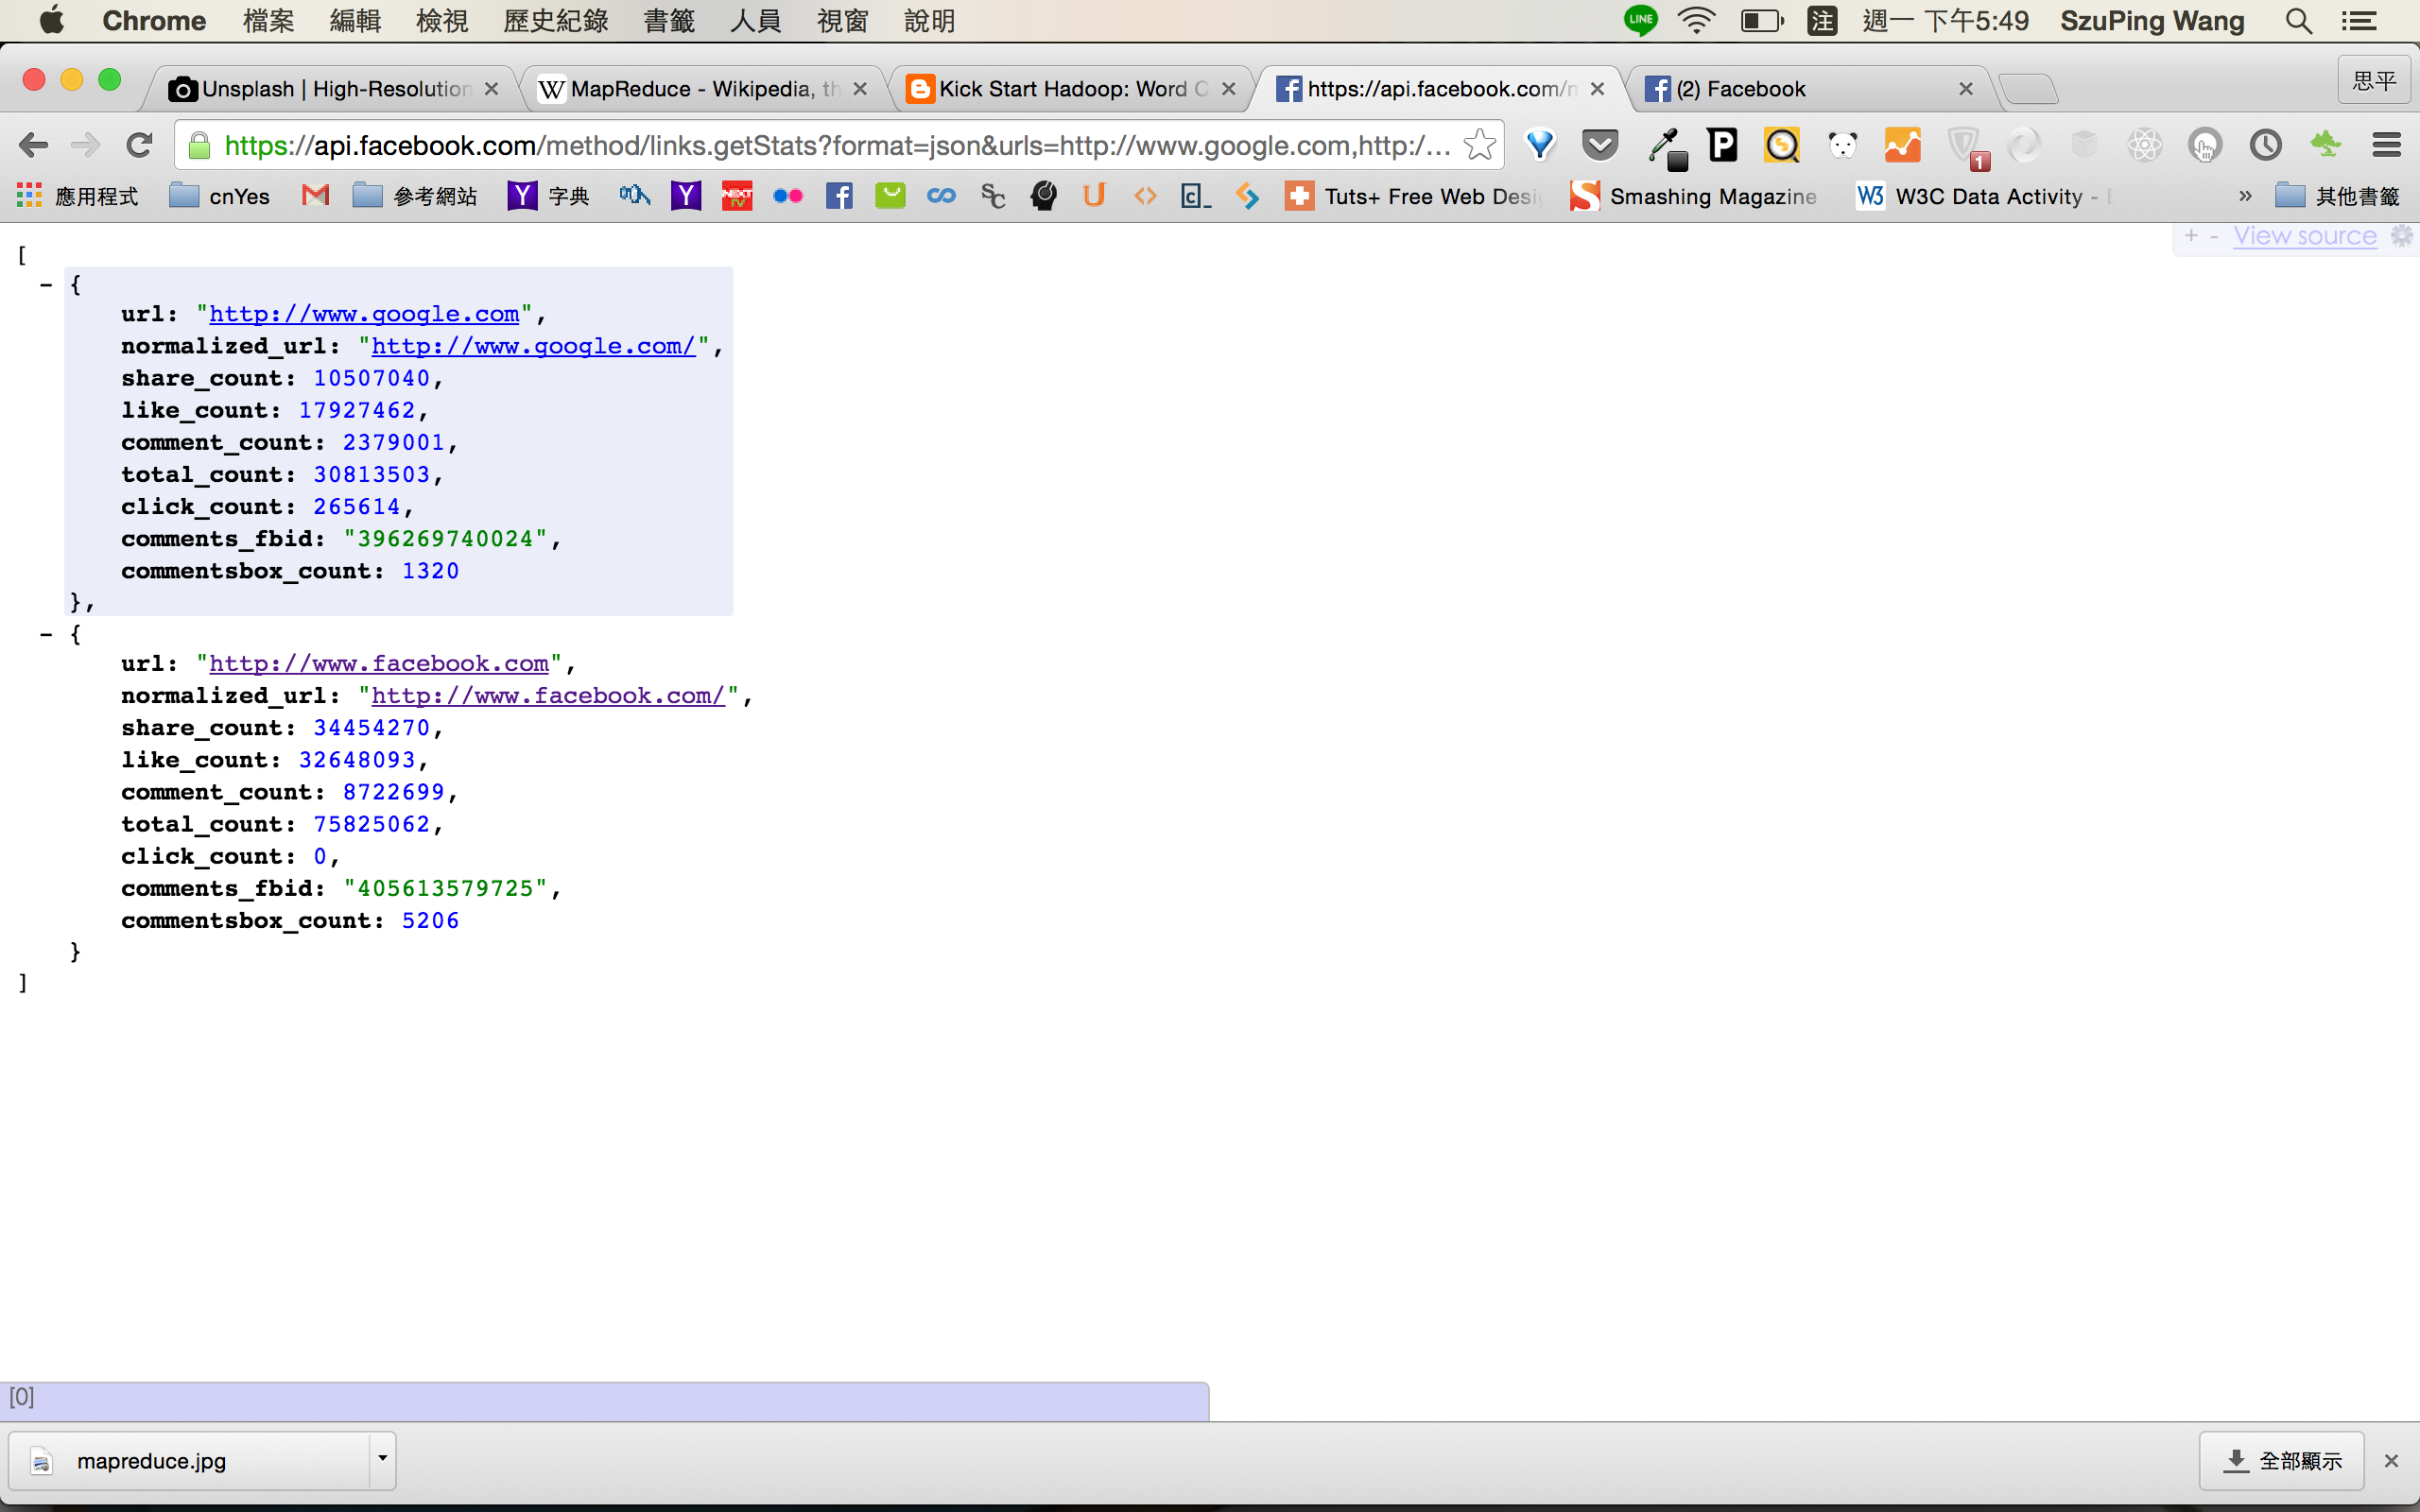 Chrome 檔案 編輯 檢視 歷史紀錄 書籤 人員 視窗 說明 LINE 注 週一 下午5:49 SzuPing Wang
Unsplash | High-Resolution MapReduce - Wikipedia, th Kick Start Hadoop: Word C https://api.facebook.com/m (2) Facebook 思平
https://api.facebook.com/method/links.getStats?format=json&urls=http://www.google.com,http:/... 1
應用程式 cnYes 參考網站 字典 Tuts+ Free Web Desi Smashing Magazine W3 W3C Data Activity - » 其他書籤
+ - View source
[
- {
url: "http://www.google.com",
normalized_url: "http://www.google.com/",
share_count: 10507040,
like_count: 17927462,
comment_count: 2379001,
total_count: 30813503,
click_count: 265614,
comments_fbid: "396269740024",
commentsbox_count: 1320
},
- {
url: "http://www.facebook.com",
normalized_url: "http://www.facebook.com/",
share_count: 34454270,
like_count: 32648093,
comment_count: 8722699,
total_count: 75825062,
click_count: 0,
comments_fbid: "405613579725",
commentsbox_count: 5206
}
]
[0]
mapreduce.jpg 全部顯示